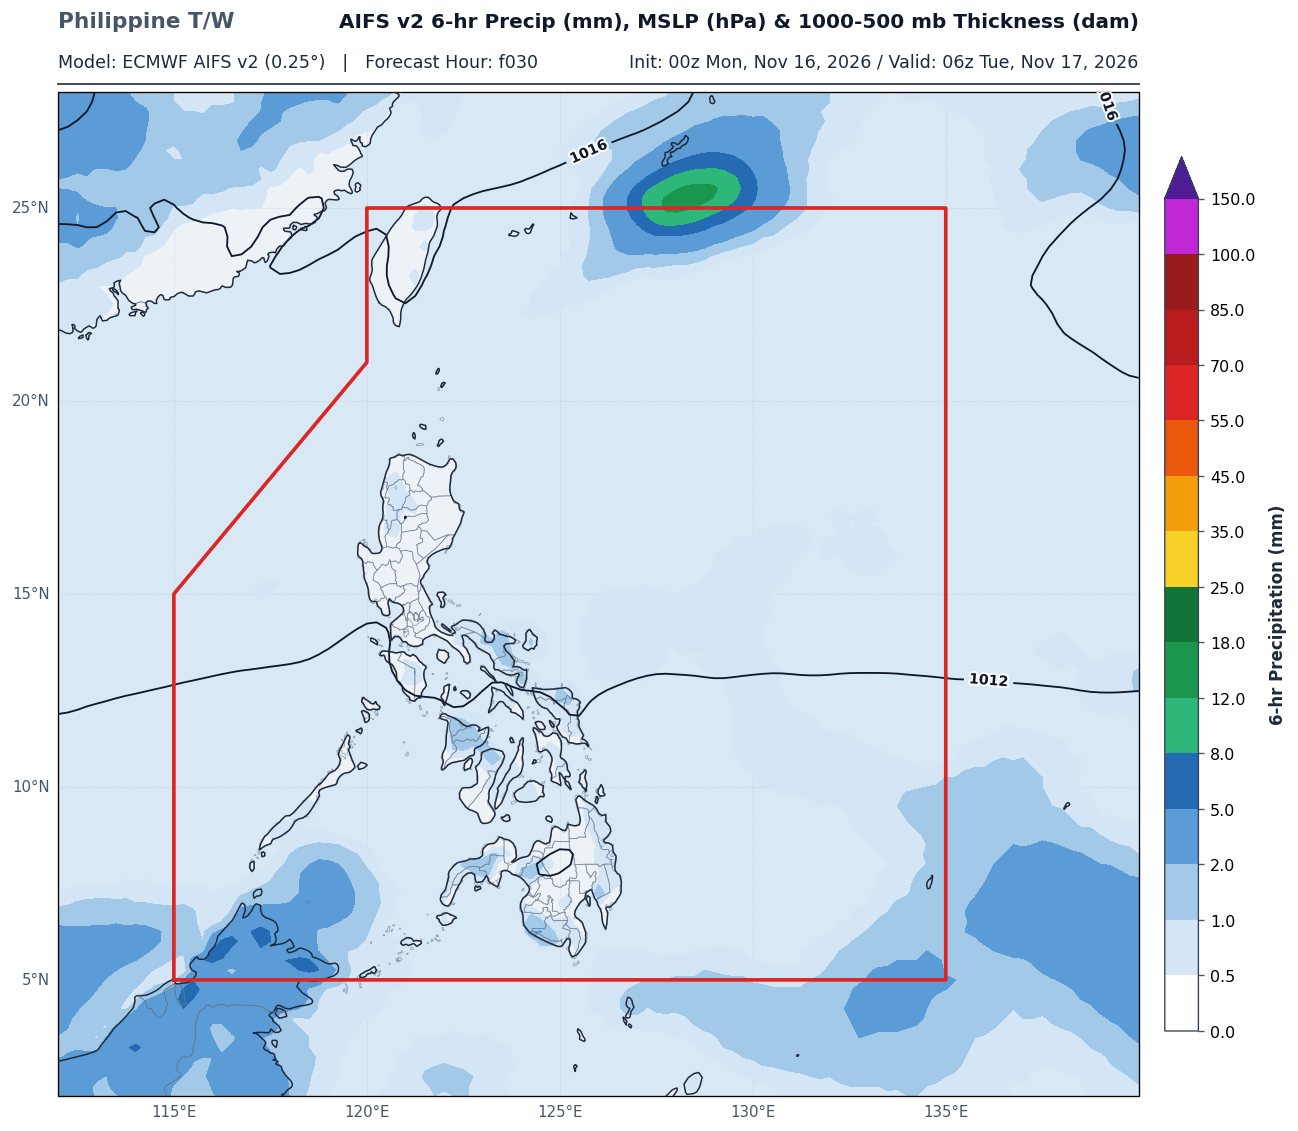 Philippine T/W
AIFS v2 6-hr Precip (mm), MSLP (hPa) & 1000-500 mb Thickness (dam)
Model: ECMWF AIFS v2 (0.25°) | Forecast Hour: f030
Init: 00z Mon, Nov 16, 2026 / Valid: 06z Tue, Nov 17, 2026
1016
016
1012
25°N
20°N
15°N
10°N
5°N
115°E
120°E
125°E
130°E
135°E
150.0
100.0
85.0
70.0
55.0
45.0
35.0
25.0
18.0
12.0
8.0
5.0
2.0
1.0
0.5
0.0
6-hr Precipitation (mm)